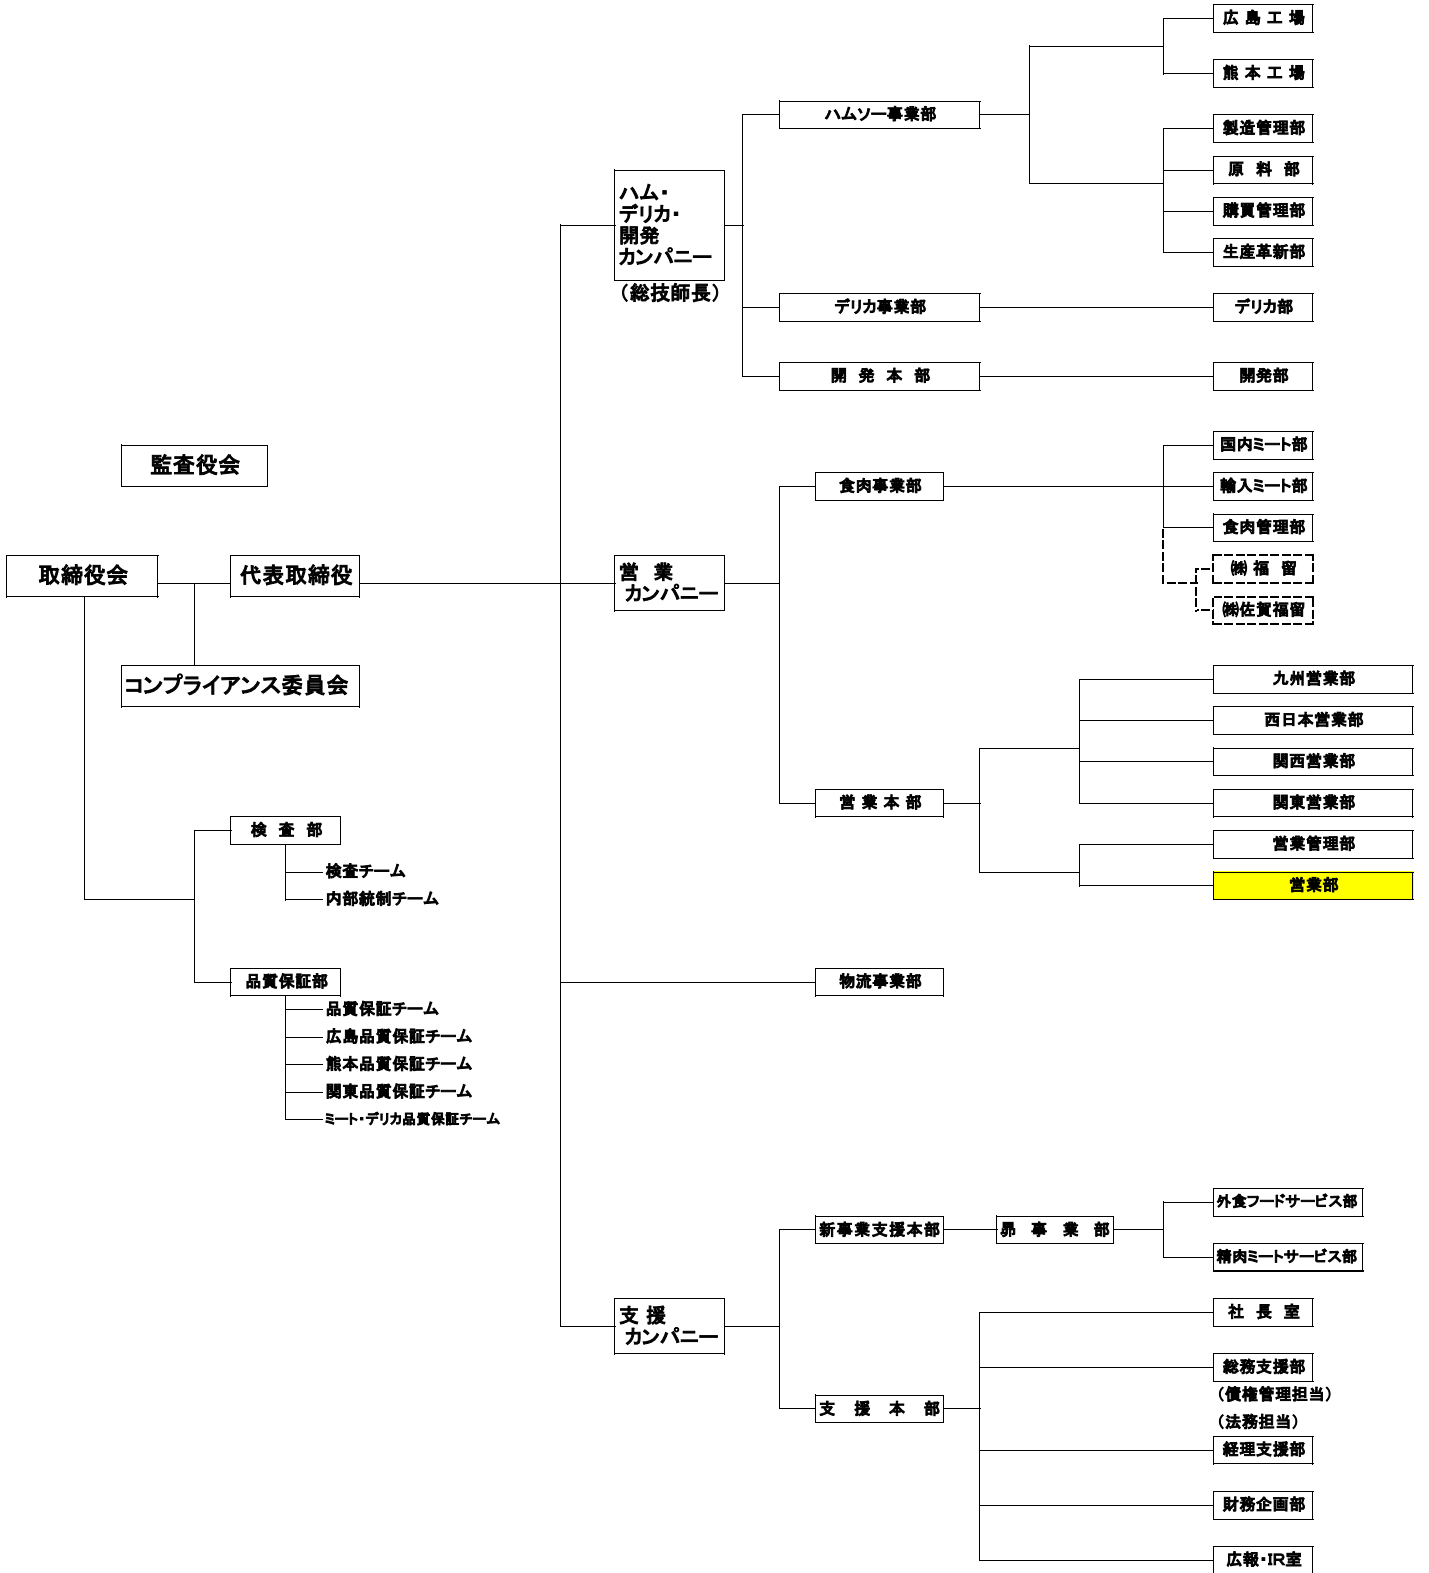 広島工場
熊本工場
ハムソー事業部
製造管理部
原料部
購買管理部
生産革新部
ハム・
デリカ・
開発
カンパニー
（総技師長）
デリカ事業部
デリカ部
開発本部
開発部
監査役会
国内ミート部
食肉事業部
輸入ミート部
食肉管理部
取締役会
代表取締役
営業
カンパニー
㈱福留
㈱佐賀福留
コンプライアンス委員会
九州営業部
西日本営業部
関西営業部
営業本部
関東営業部
検査部
営業管理部
検査チーム
内部統制チーム
営業部
品質保証部
物流事業部
品質保証チーム
広島品質保証チーム
熊本品質保証チーム
関東品質保証チーム
ミート・デリカ品質保証チーム
外食フードサービス部
新事業支援本部
昴事業部
精肉ミートサービス部
支援
カンパニー
社長室
総務支援部
（債権管理担当）
支援本部
（法務担当）
経理支援部
財務企画部
広報・IR室